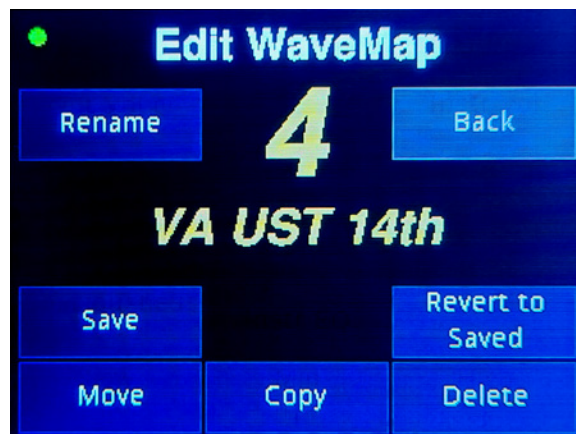 Edit WaveMap
Rename
4
Back
VA UST 14th
Save
Revert to
Saved
Move
Copy
Delete